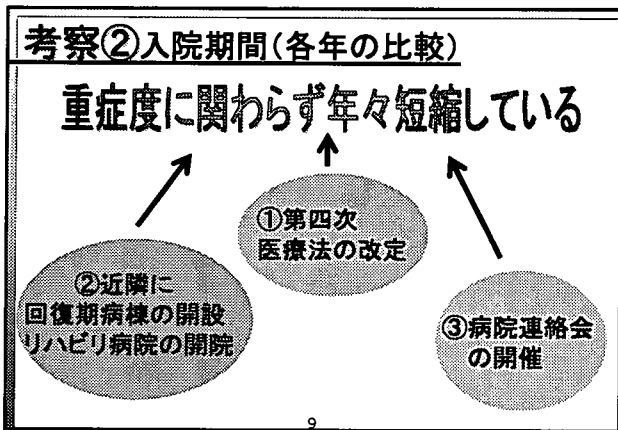 考察②入院期間(各年の比較)
重症度に関わらず年々短縮している
①第四次
医療法の改定
②近隣に
回復期病棟の開設
リハビリ病院の開院
③病院連絡会
の開催
9